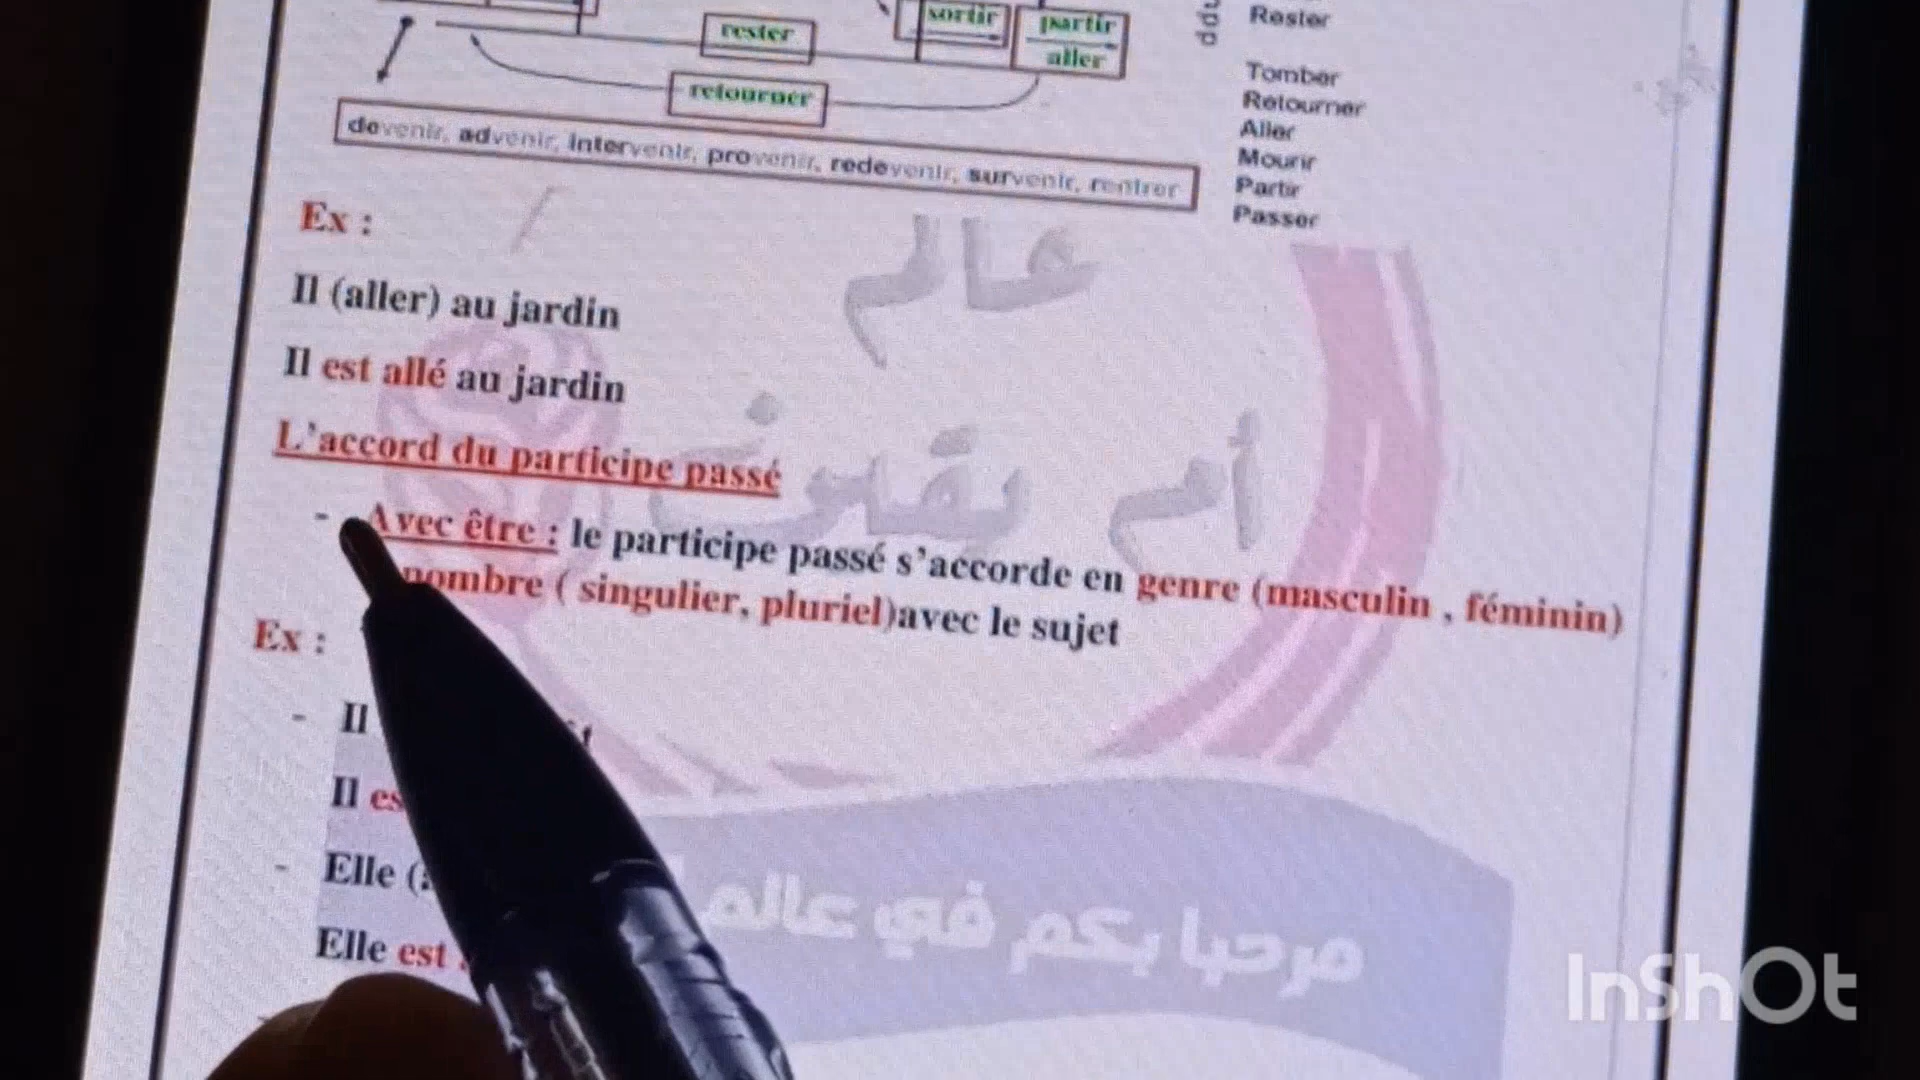 rester
sortir
partir
aller
retourner
devenir, advenir, intervenir, provenir, redevenir, survenir, rentrer
Rester
Tomber
Retourner
Aller
Mourir
Partir
Passer
Ex :
Il (aller) au jardin
Il est allé au jardin
L'accord du participe passé
- Avec être : le participe passé s'accorde en genre (masculin , féminin)
nombre ( singulier, pluriel)avec le sujet
Ex :
- Il
Il
- Elle
Elle est
عالم
أم يقين
مرحبا بكم في عالم
InShOt